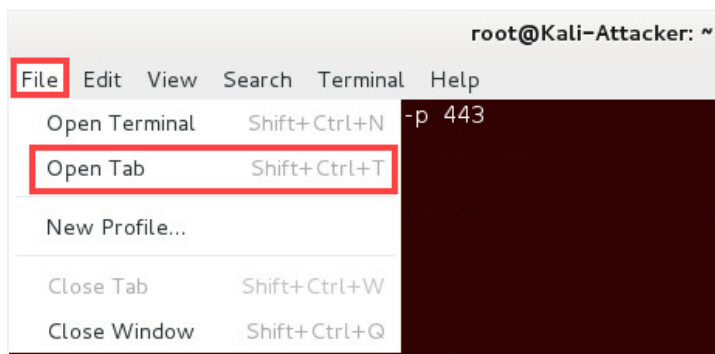 root@Kali-Attacker: ~
File Edit View Search Terminal Help
Open Terminal Shift+Ctrl+N -p 443
Open Tab Shift+Ctrl+T
New Profile...
Close Tab Shift+Ctrl+W
Close Window Shift+Ctrl+Q